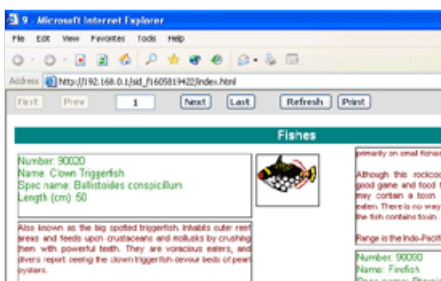 9 - Microsoft Internet Explorer
File Edit View Favorites Tools Help
Address http://192.168.0.1/sid_f1605819422/index.html
First Prev 1 Next Last Refresh Print
Fishes
Number: 90020
Name: Clown Triggerfish
Spec name: Ballistoides conspicillum
Length (cm): 50
Also known as the big spotted triggerfish. Inhabits outer reef
areas and feeds upon crustaceans and mollusks by crushing
them with powerful teeth. They are voracious eaters, and
divers report seeing the clown triggerfish devour beds of pearl
oysters.
primarily on small fishes
Although this rockcod
good game and food f
may contain a toxin
eaten. There is no way
the fish contains toxin.
Range is the Indo-Pacifi
Number: 90090
Name: Firefish